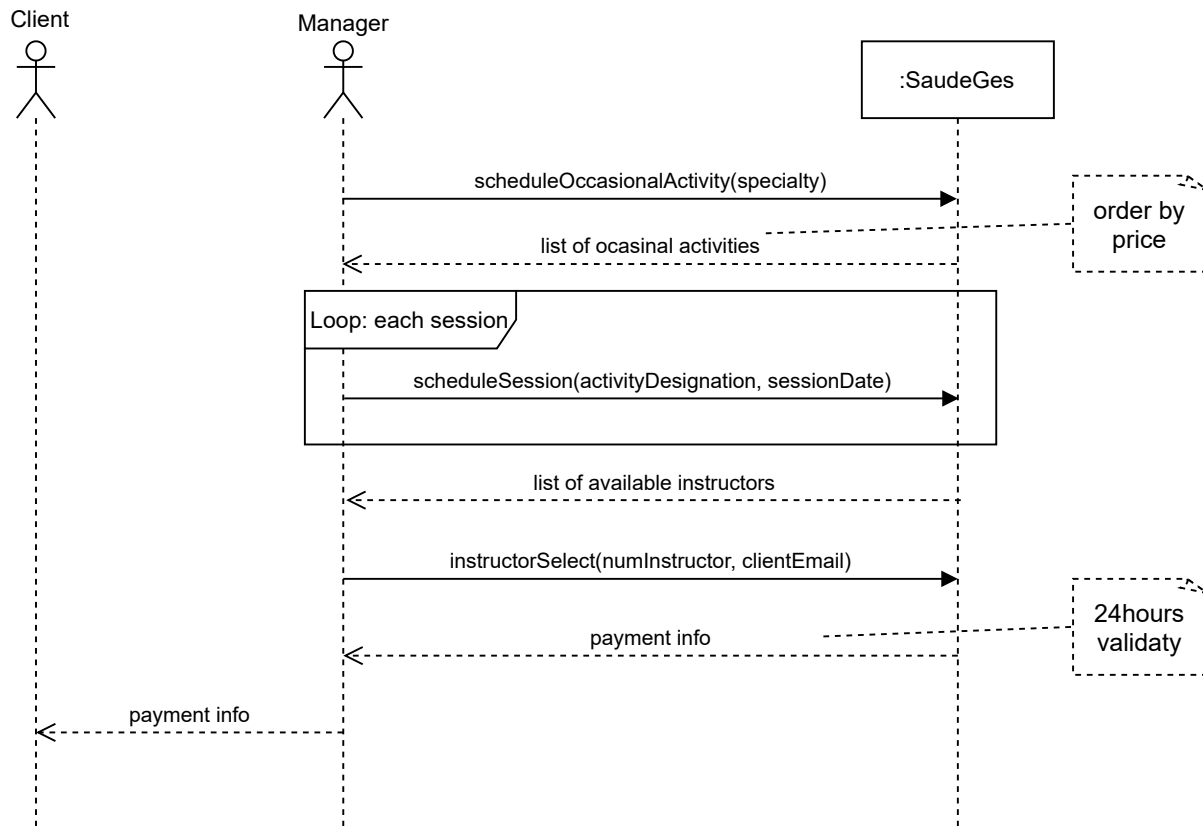 Client
Manager
:SaudeGes
scheduleOccasionalActivity(specialty)
order by
price
list of ocasinal activities
Loop: each session
scheduleSession(activityDesignation, sessionDate)
list of available instructors
instructorSelect(numInstructor, clientEmail)
24hours
validaty
payment info
payment info